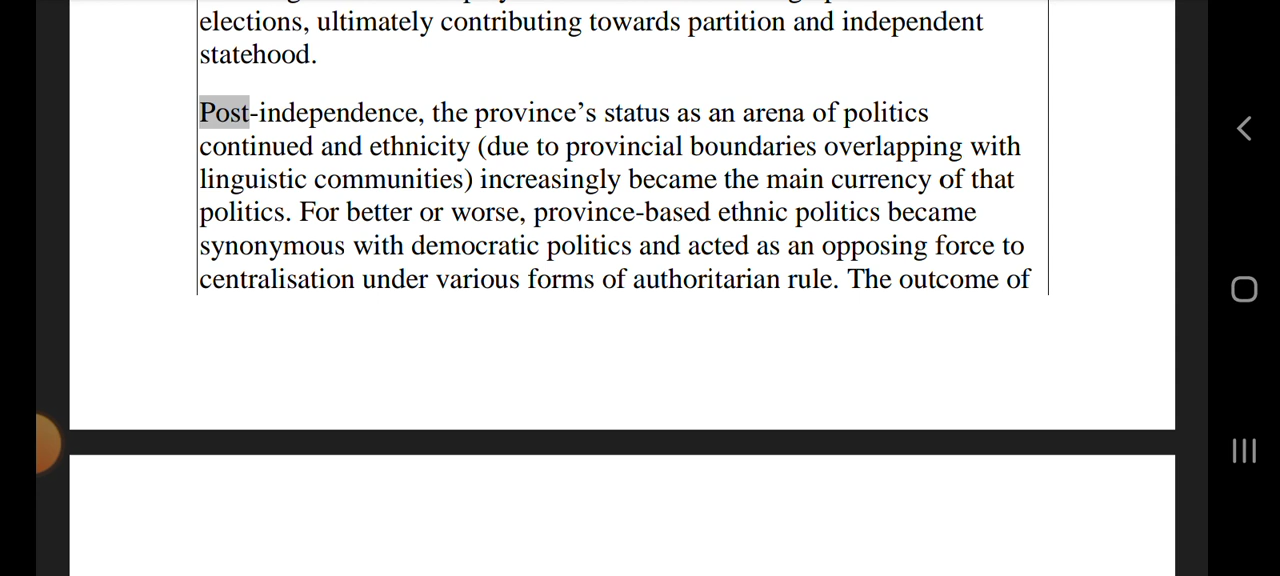 elections, ultimately contributing towards partition and independent
statehood.
Post-independence, the province’s status as an arena of politics
continued and ethnicity (due to provincial boundaries overlapping with
linguistic communities) increasingly became the main currency of that
politics. For better or worse, province-based ethnic politics became
synonymous with democratic politics and acted as an opposing force to
centralisation under various forms of authoritarian rule. The outcome of